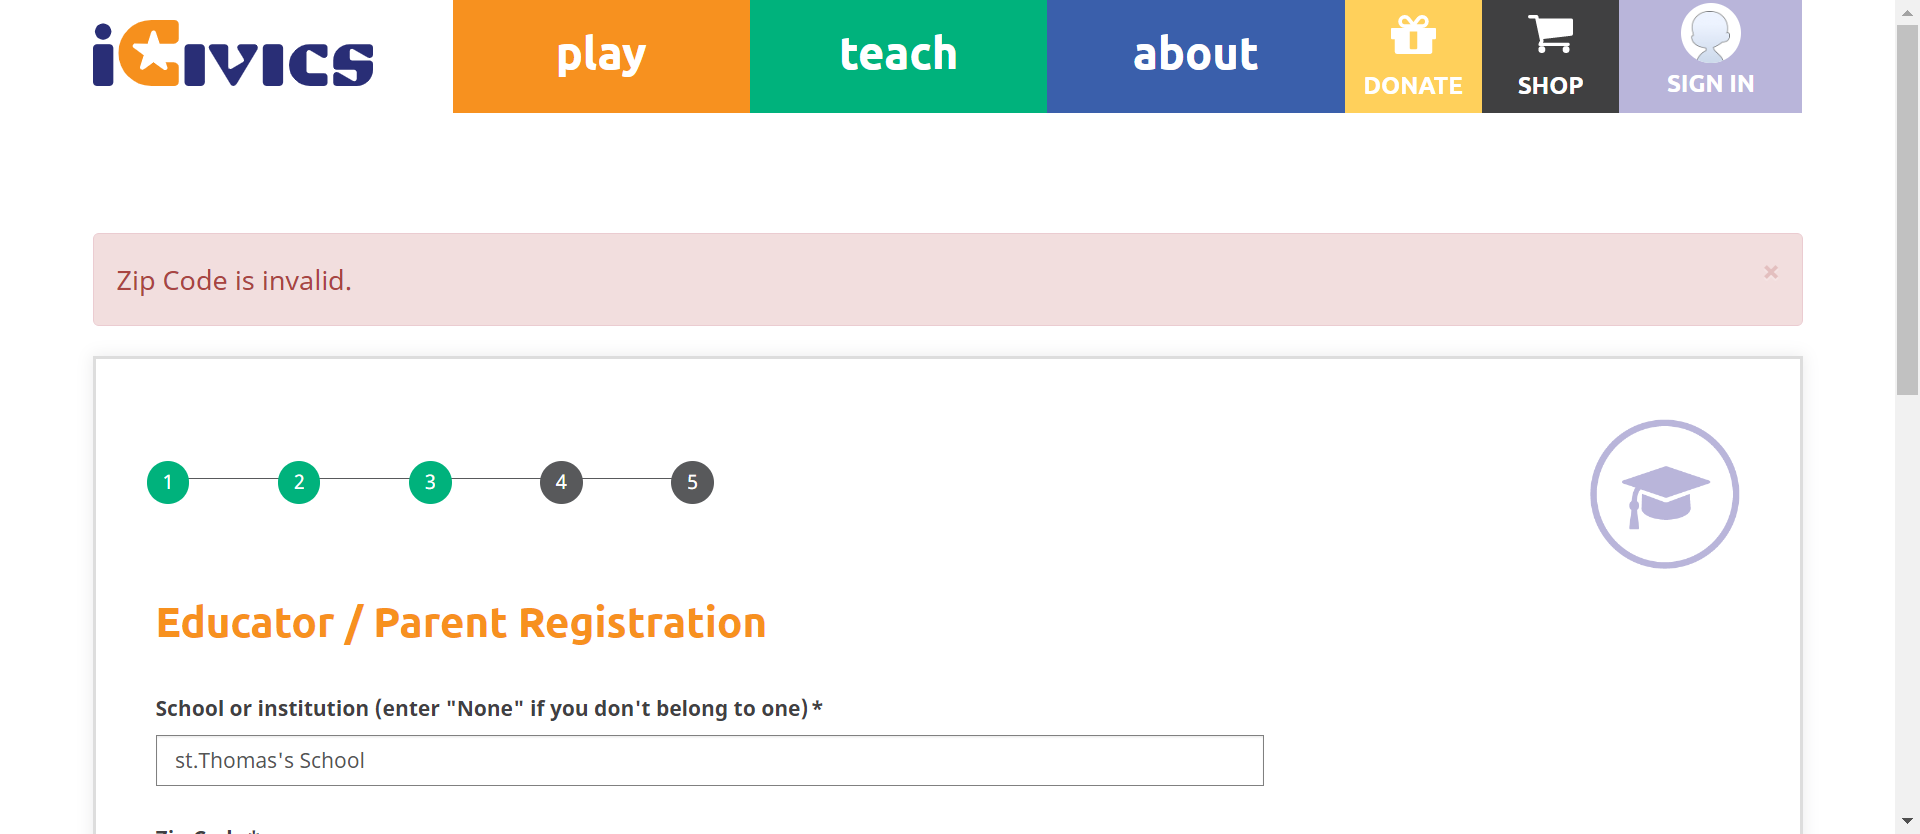 iCivics
play
teach
about
DONATE
SHOP
SIGN IN
Zip Code is invalid.
×
1
2
3
4
5
Educator / Parent Registration
School or institution (enter "None" if you don't belong to one) *
st.Thomas's School